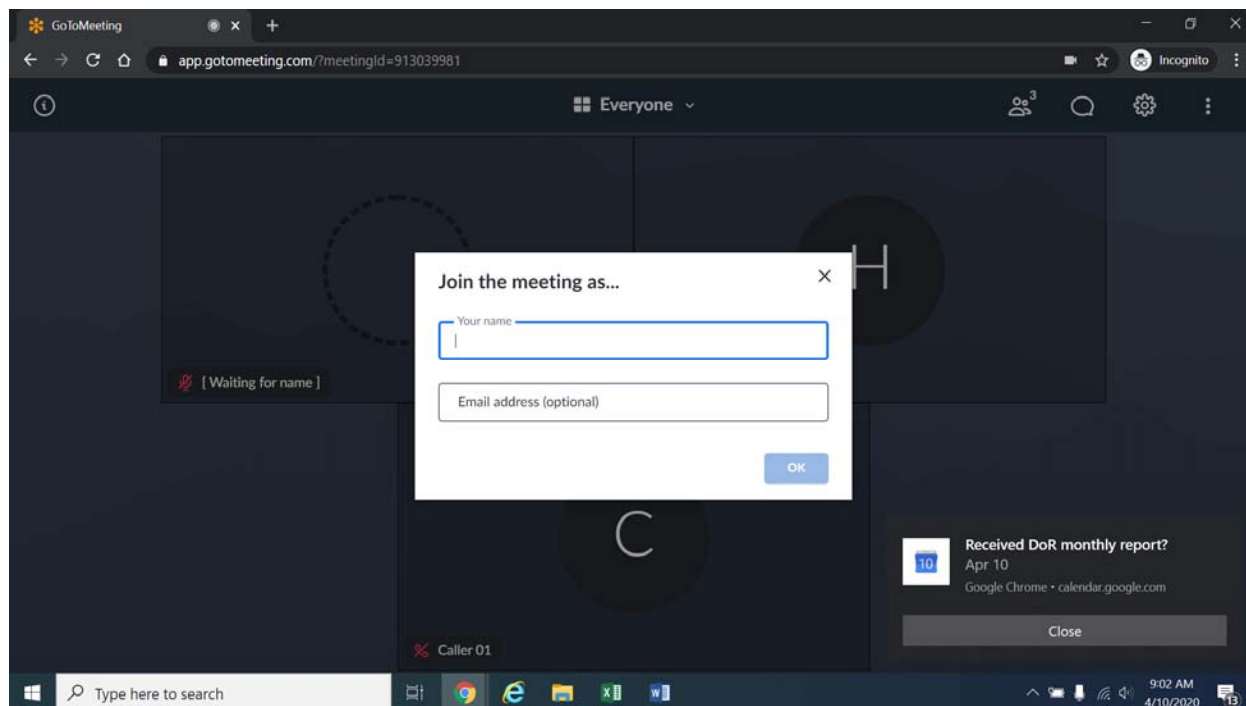 GoToMeeting
app.gotomeeting.com/?meetingId=913039981
Incognito
Everyone
3
H
Join the meeting as...
Your name
[ Waiting for name ]
Email address (optional)
OK
C
Received DoR monthly report?
10
Apr 10
Google Chrome • calendar.google.com
Close
Caller 01
Type here to search
9:02 AM
4/10/2020
13